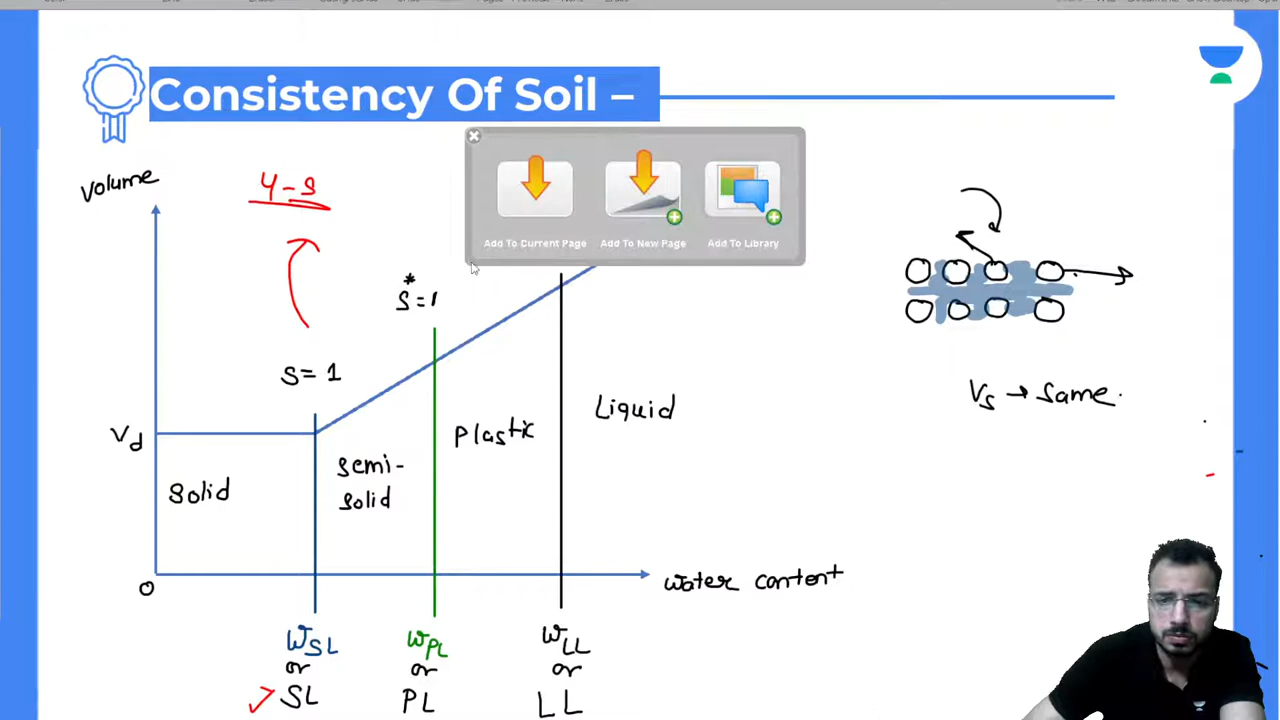 Consistency Of Soil –
Volume
4-S
Add To Current Page
Add To New Page
Add To Library
S=1
S=1
Vs → Same.
Vd
Solid
Semi-
Solid
Plastic
Liquid
0
Water content
WSL
or
SL
WPL
or
PL
WLL
or
LL